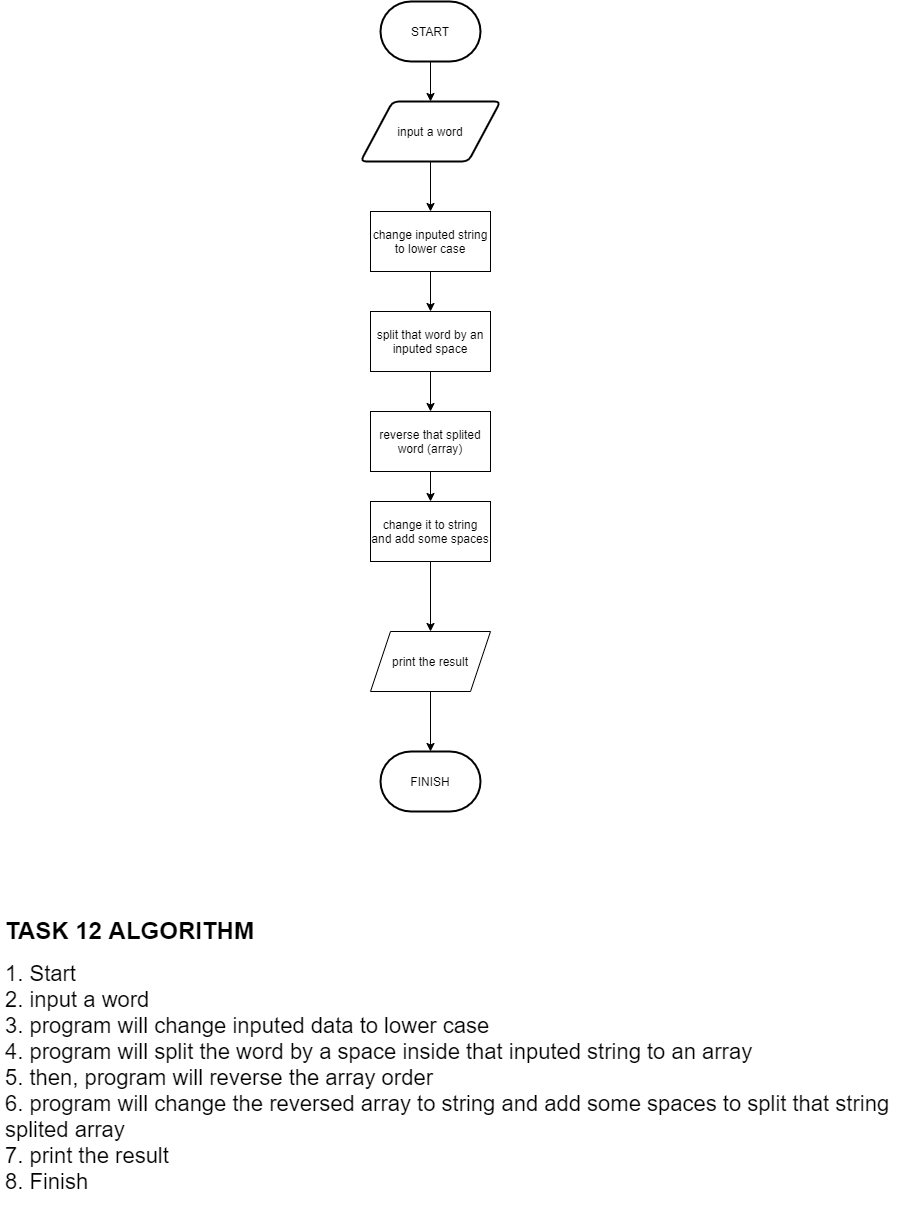 START
input a word
change inputed string
to lower case
split that word by an
inputed space
reverse that splited
word (array)
change it to string
and add some spaces
print the result
FINISH
TASK 12 ALGORITHM
1. Start
2. input a word
3. program will change inputed data to lower case
4. program will split the word by a space inside that inputed string to an array
5. then, program will reverse the array order
6. program will change the reversed array to string and add some spaces to split that string
splited array
7. print the result
8. Finish